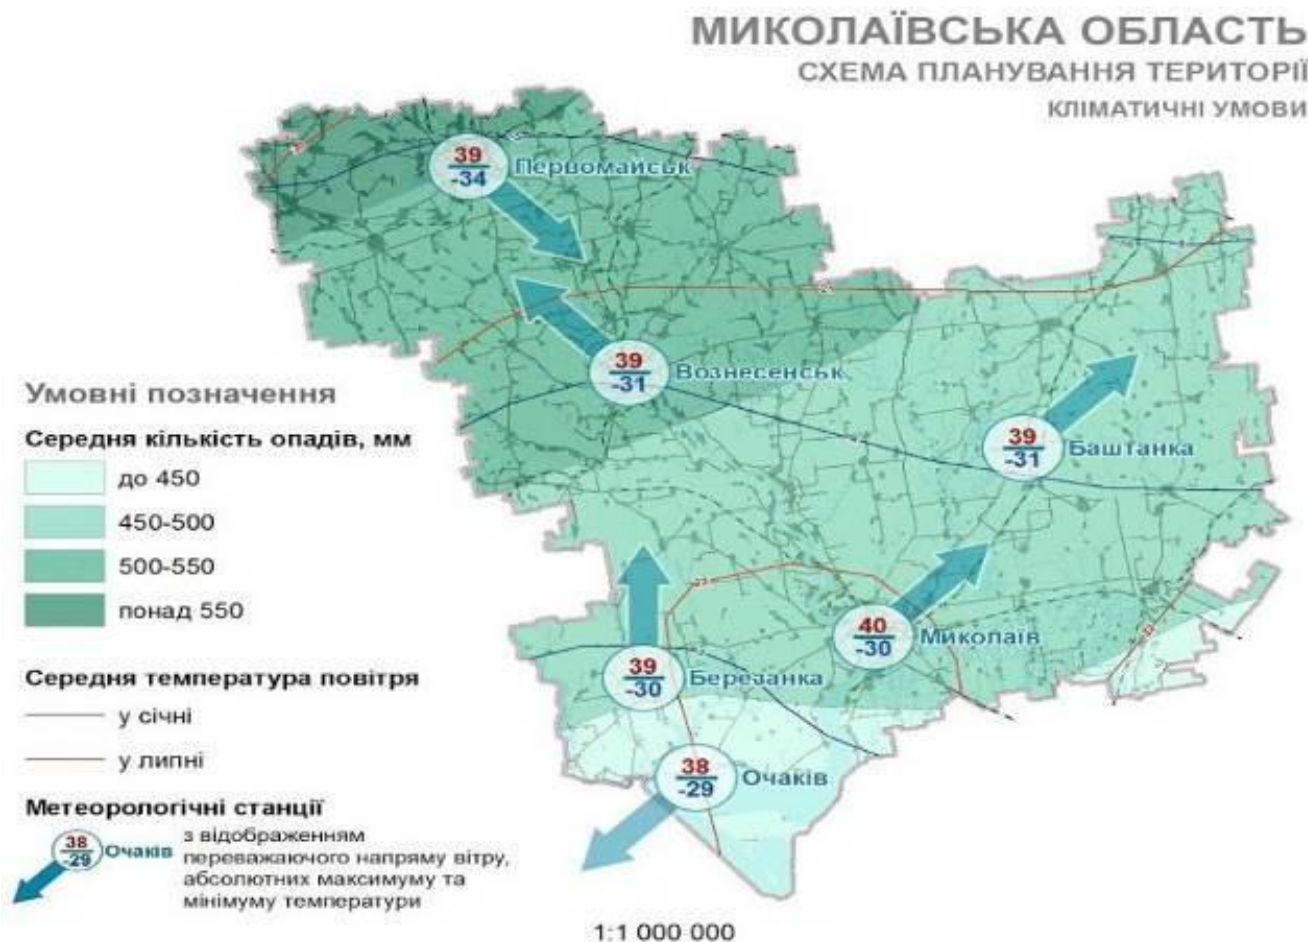 МИКОЛАЇВСЬКА ОБЛАСТЬ
СХЕМА ПЛАНУВАННЯ ТЕРИТОРІЇ
КЛІМАТИЧНІ УМОВИ
39
-34
Первомайськ
39
-31
Вознесенськ
39
-31
Баштанка
40
-30
Миколаїв
39
-30
Березанка
38
-29
Очаків
Умовні позначення
Середня кількість опадів, мм
до 450
450-500
500-550
понад 550
Середня температура повітря
у січні
у липні
Метеорологічні станції
38
-29
Очаків
з відображенням
переважаючого напряму вітру,
абсолютних максимуму та
мінімуму температури
1:1 000 000